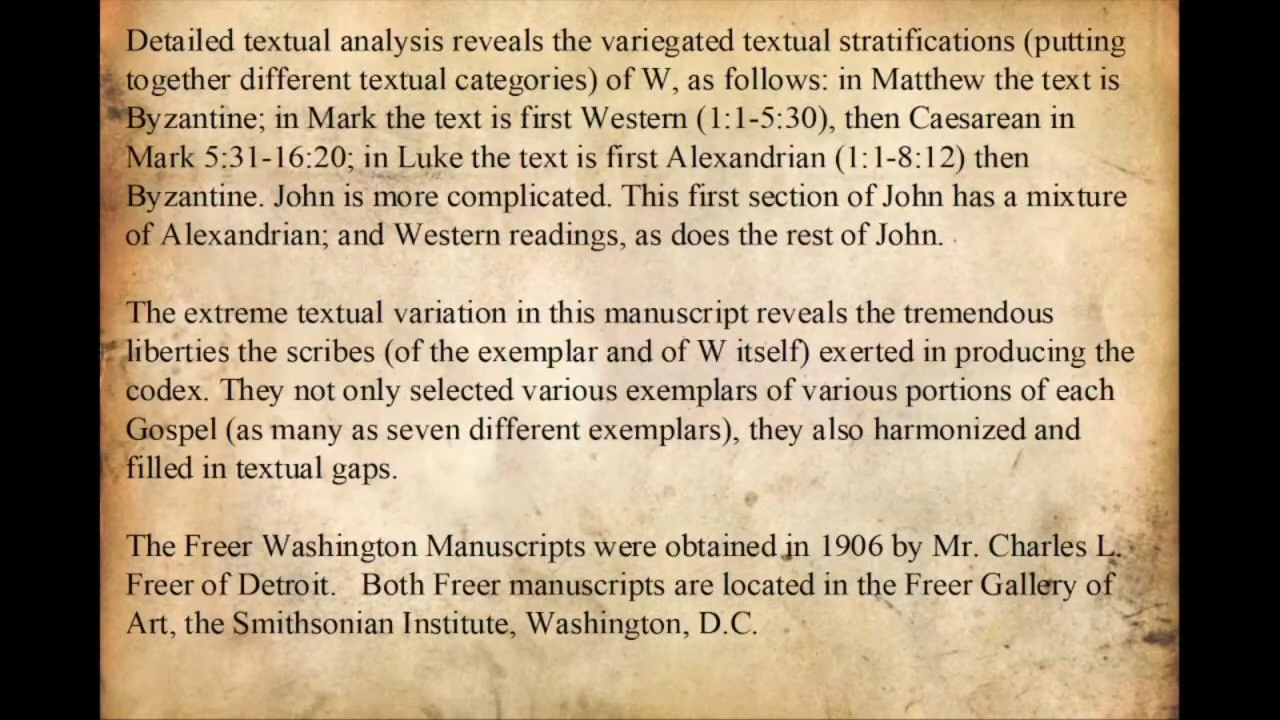 Detailed textual analysis reveals the variegated textual stratifications (putting
together different textual categories) of W, as follows: in Matthew the text is
Byzantine; in Mark the text is first Western (1:1-5:30), then Caesarean in
Mark 5:31-16:20; in Luke the text is first Alexandrian (1:1-8:12) then
Byzantine. John is more complicated. This first section of John has a mixture
of Alexandrian; and Western readings, as does the rest of John.
The extreme textual variation in this manuscript reveals the tremendous
liberties the scribes (of the exemplar and of W itself) exerted in producing the
codex. They not only selected various exemplars of various portions of each
Gospel (as many as seven different exemplars), they also harmonized and
filled in textual gaps.
The Freer Washington Manuscripts were obtained in 1906 by Mr. Charles L.
Freer of Detroit.   Both Freer manuscripts are located in the Freer Gallery of
Art, the Smithsonian Institute, Washington, D.C.